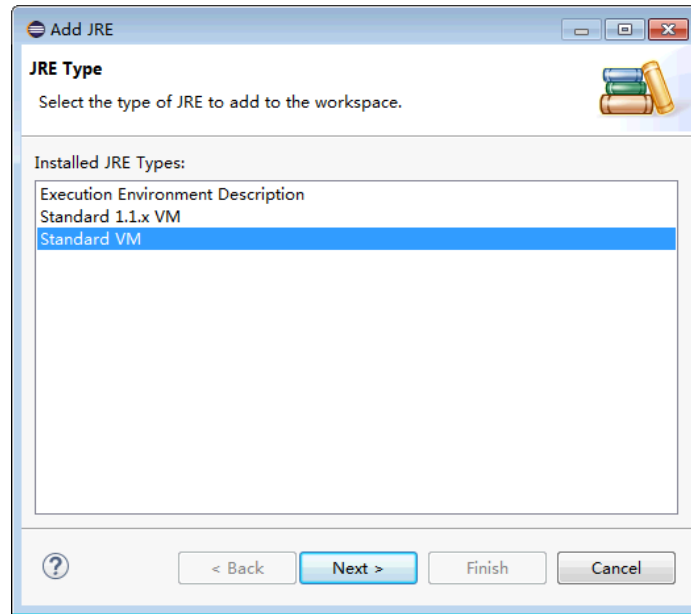 Add JRE
JRE Type
Select the type of JRE to add to the workspace.
Installed JRE Types:
Execution Environment Description
Standard 1.1.x VM
Standard VM
?
< Back
Next >
Finish
Cancel